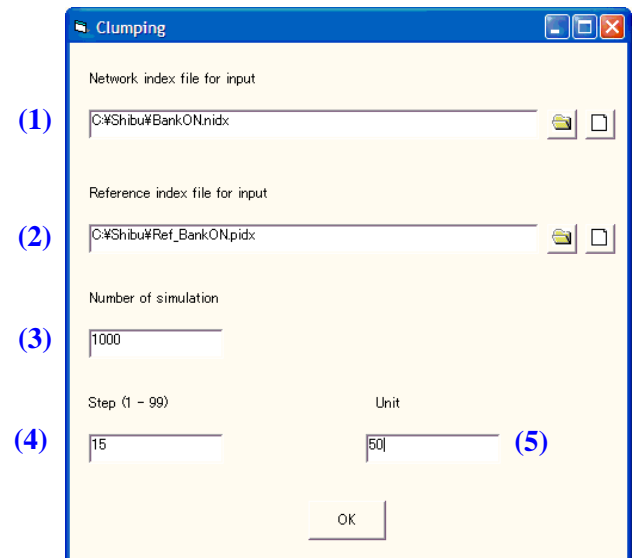 Clumping
Network index file for input
(1) C:¥Shibu¥BankON.nidx
Reference index file for input
(2) C:¥Shibu¥Ref_BankON.pidx
Number of simulation
(3) 1000
Step (1 - 99) Unit
(4) 15 50 (5)
OK